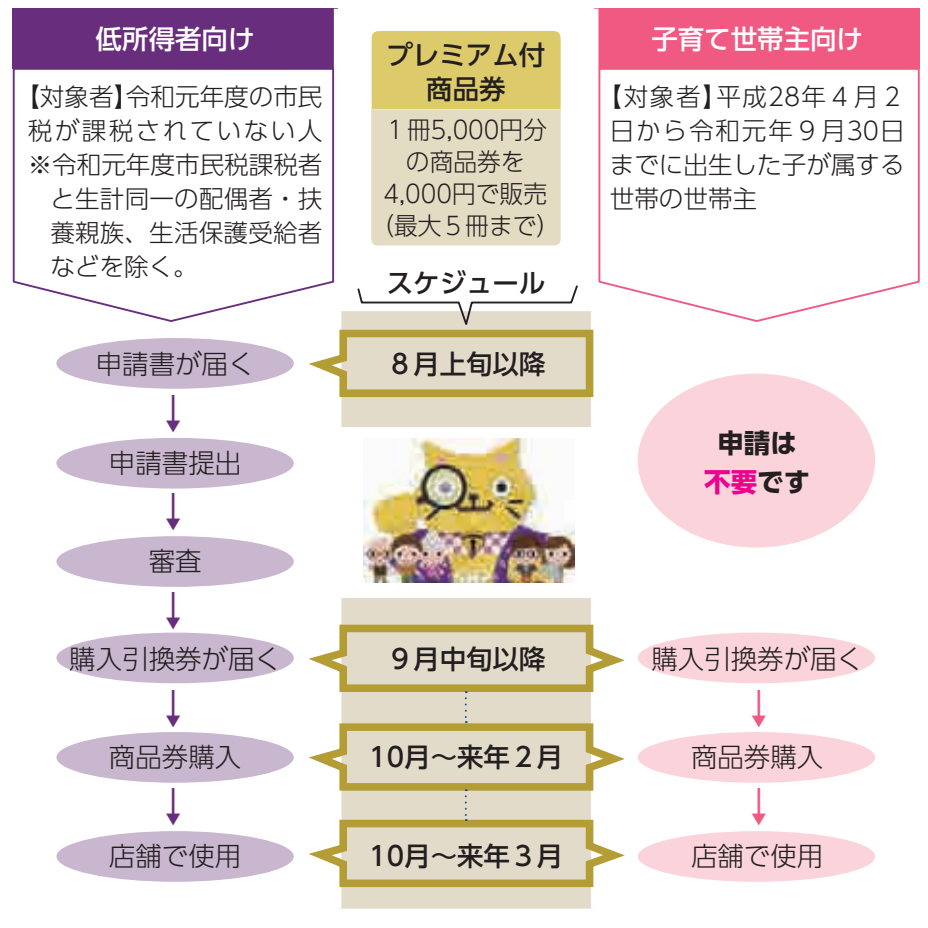 低所得者向け
【対象者】令和元年度の市民
税が課税されていない人
※令和元年度市民税課税者
と生計同一の配偶者・扶
養親族、生活保護受給者
などを除く。
プレミアム付
商品券
１冊5,000円分
の商品券を
4,000円で販売
(最大５冊まで)
子育て世帯主向け
【対象者】平成28年４月２
日から令和元年９月30日
までに出生した子が属する
世帯の世帯主
スケジュール
申請書が届く
８月上旬以降
申請書提出
申請は
不要です
審査
購入引換券が届く
９月中旬以降
購入引換券が届く
商品券購入
10月～来年２月
商品券購入
店舗で使用
10月～来年３月
店舗で使用